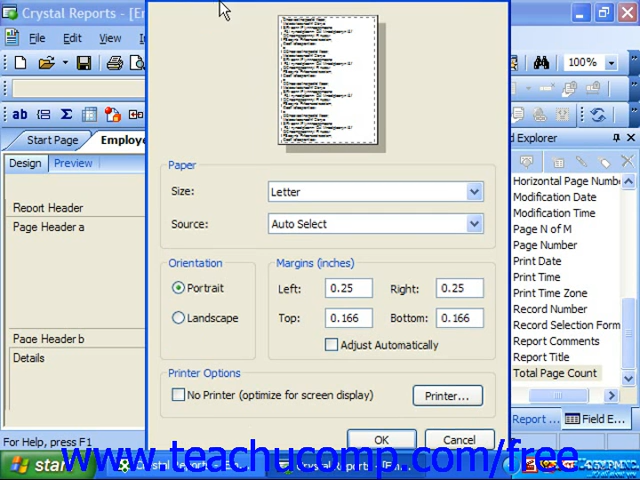 Crystal Reports - [En
File Edit View In
100%
ab Σ
Start Page Employe
d Explorer
Design Preview
Report Header
Page Header a
Page Header b
Details
Paper
Size: Letter
Source: Auto Select
Orientation
Portrait
Landscape
Margins (inches)
Left: 0.25 Right: 0.25
Top: 0.166 Bottom: 0.166
Adjust Automatically
Printer Options
No Printer (optimize for screen display)
Printer...
OK Cancel
Horizontal Page Numbe
Modification Date
Modification Time
Page N of M
Page Number
Print Date
Print Time
Print Time Zone
Record Number
Record Selection Form
Report Comments
Report Title
Total Page Count
Report ... Field E...
For Help, press F1
start
www.teachucomp.com/free